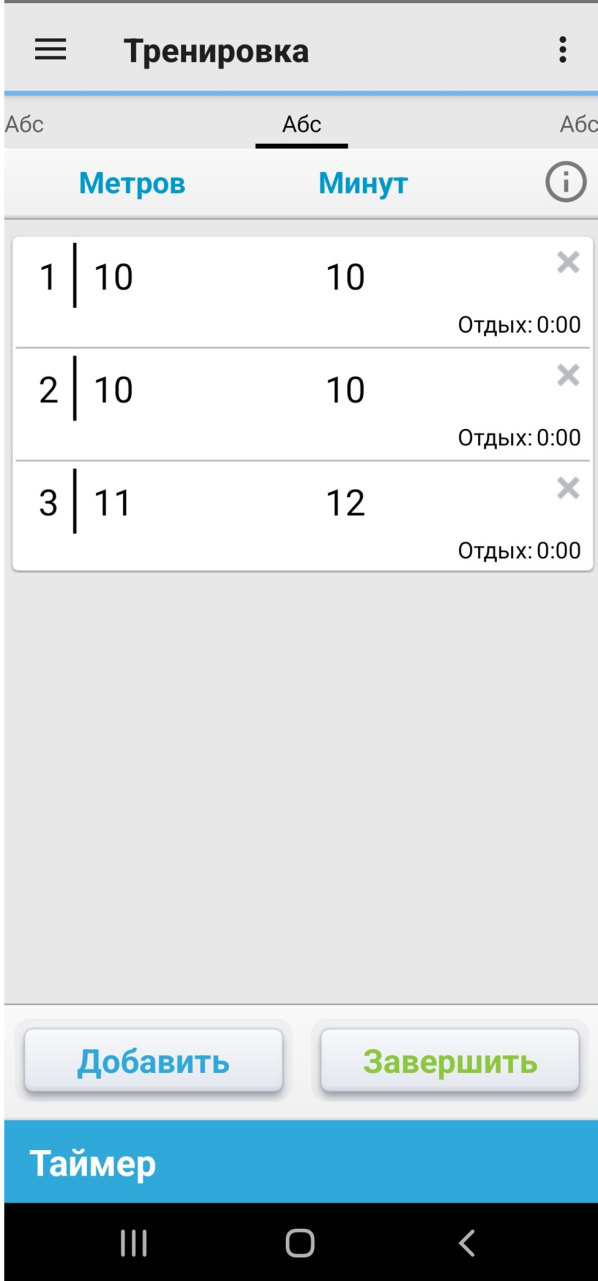 Тренировка
Абс Абс Абс
Метров Минут
1 10 10
Отдых: 0:00
2 10 10
Отдых: 0:00
3 11 12
Отдых: 0:00
Добавить Завершить
Таймер